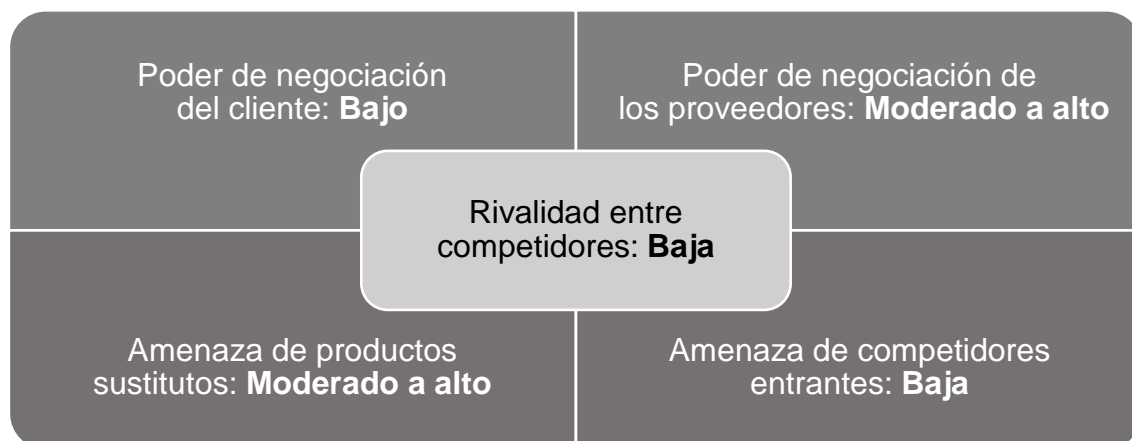 Poder de negociación
del cliente: Bajo
Poder de negociación de
los proveedores: Moderado a alto
Rivalidad entre
competidores: Baja
Amenaza de productos
sustitutos: Moderado a alto
Amenaza de competidores
entrantes: Baja